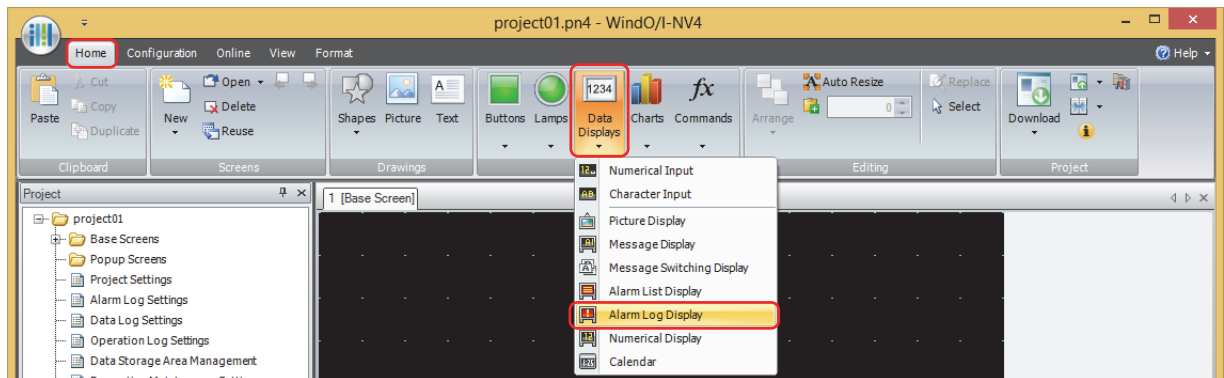 project01.pn4 - WindO/I-NV4
Home Configuration Online View Format Help
Cut
Copy
Duplicate
Paste
Clipboard
New
Open
Delete
Reuse
Screens
Shapes Picture Text
Drawings
Buttons Lamps Data Displays Charts Commands
1234
Arrange
Auto Resize
0
Replace
Select
Editing
Download
Project
Project
project01
Base Screens
Popup Screens
Project Settings
Alarm Log Settings
Data Log Settings
Operation Log Settings
Data Storage Area Management
1 [Base Screen]
Numerical Input
Character Input
Picture Display
Message Display
Message Switching Display
Alarm List Display
Alarm Log Display
Numerical Display
Calendar